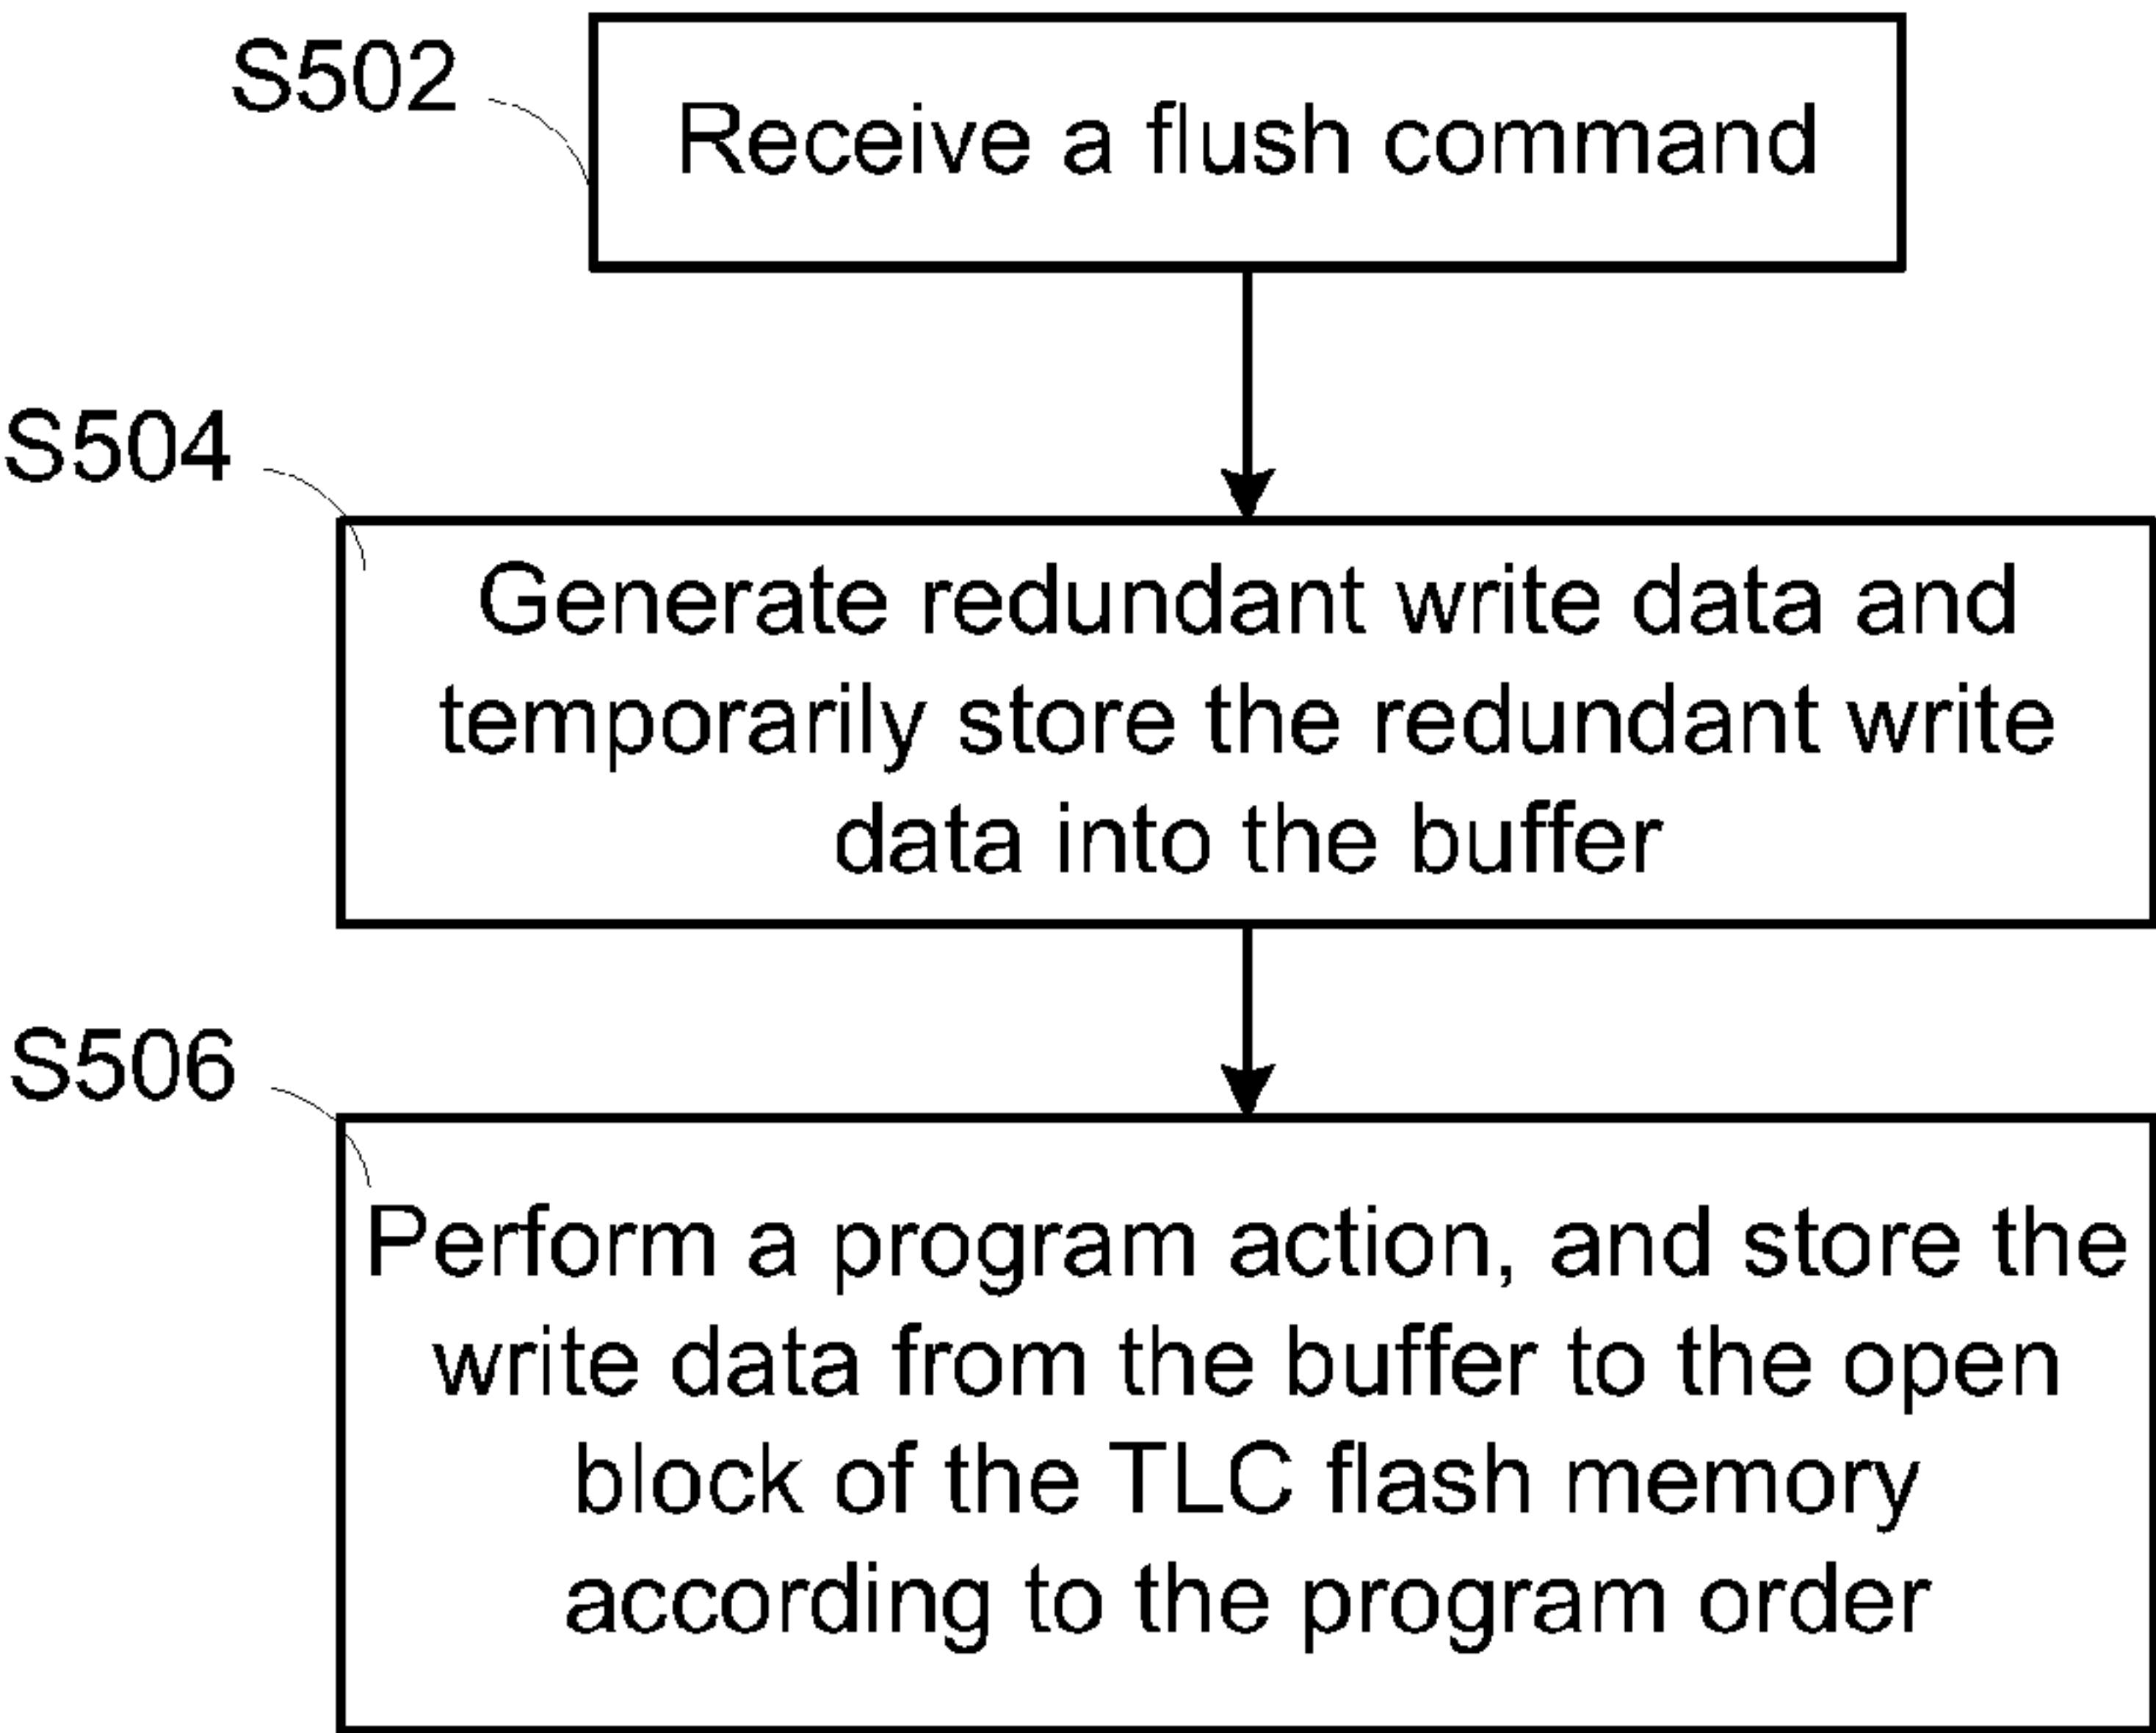 S502
Receive a flush command
S504
Generate redundant write data and
temporarily store the redundant write
data into the buffer
S506
Perform a program action, and store the
write data from the buffer to the open
block of the TLC flash memory
according to the program order